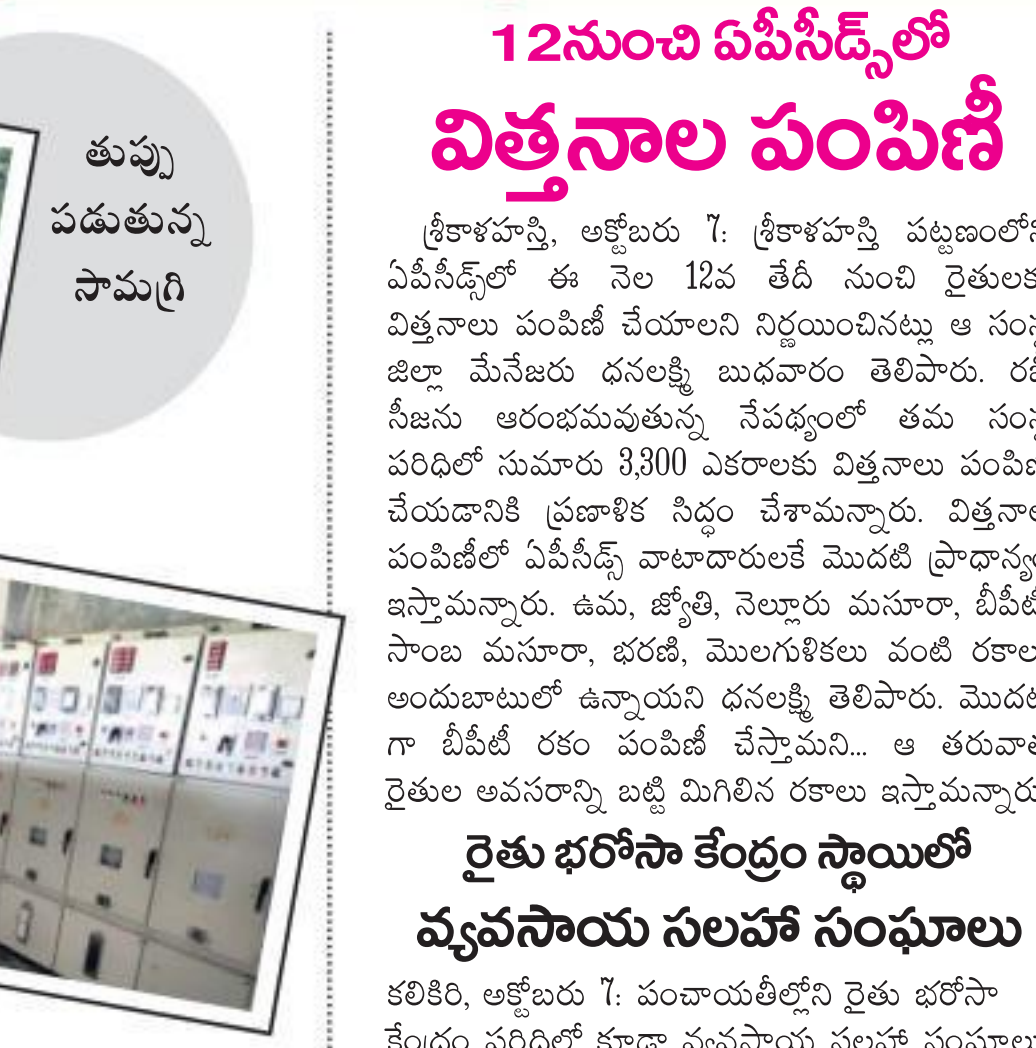 తుప్పు
పడుతున్న
సామగ్రి
12నుంచి ఏపీసీడ్స్‌లో
విత్తనాల పంపిణీ
శ్రీకాళహస్తి, అక్టోబరు 7: శ్రీకాళహస్తి పట్టణంలోని
ఏపీసీడ్స్‌లో ఈ నెల 12వ తేదీ నుంచి రైతులకు
విత్తనాలు పంపిణీ చేయాలని నిర్ణయించినట్లు ఆ సంస్థ
జిల్లా మేనేజరు ధనలక్ష్మి బుధవారం తెలిపారు. రబీ
సీజను ఆరంభమవుతున్న నేపథ్యంలో తమ సంస్థ
పరిధిలో సుమారు 3,300 ఎకరాలకు విత్తనాలు పంపిణీ
చేయడానికి ప్రణాళిక సిద్ధం చేశామన్నారు. విత్తనాల
పంపిణీలో ఏపీసీడ్స్ వాటాదారులకే మొదటి ప్రాధాన్యం
ఇస్తామన్నారు. ఉమ, జ్యోతి, నెల్లూరు మసూరా, బీపీటీ
సాంబ మసూరా, భరణి, మొలగుళికలు వంటి రకాలు
అందుబాటులో ఉన్నాయని ధనలక్ష్మి తెలిపారు. మొదటి
గా బీపీటీ రకం పంపిణీ చేస్తామని... ఆ తరువాత
రైతుల అవసరాన్ని బట్టి మిగిలిన రకాలు ఇస్తామన్నారు
రైతు భరోసా కేంద్రం స్థాయిలో
వ్యవసాయ సలహా సంఘాలు
కలికిరి, అక్టోబరు 7: పంచాయతీల్లోని రైతు భరోసా
కేంద్రం పరిధిలో కూడా వ్యవసాయ సలహా సంఘాలు